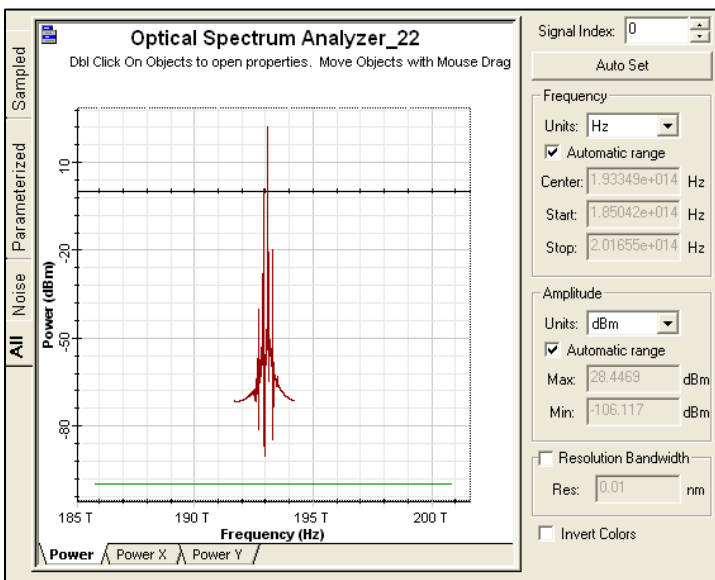 Optical Spectrum Analyzer_22
Dbl Click On Objects to open properties. Move Objects with Mouse Drag
Sampled
Parameterized
Noise
All
Power (dBm)
10
-20
-50
-80
185 T
190 T
195 T
200 T
Frequency (Hz)
Power
Power X
Power Y
Signal Index: 0
Auto Set
Frequency
Units: Hz
Automatic range
Center: 1.93349e+014 Hz
Start: 1.85042e+014 Hz
Stop: 2.01655e+014 Hz
Amplitude
Units: dBm
Automatic range
Max: 28.4469 dBm
Min: -106.117 dBm
Resolution Bandwidth
Res: 0.01 nm
Invert Colors